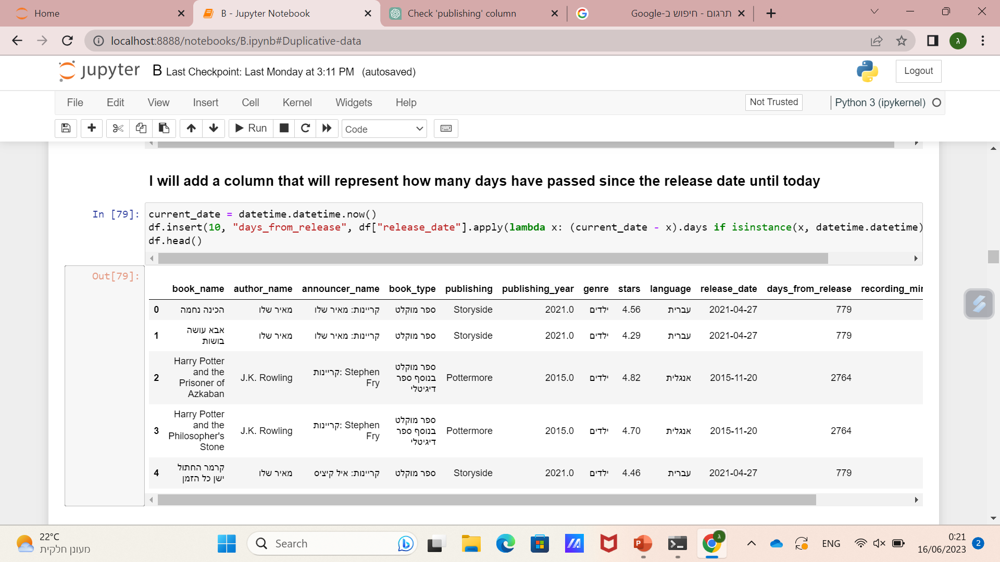 Home
B - Jupyter Notebook
Check 'publishing' column
תרגום - חיפוש ב-Google
localhost:8888/notebooks/B.ipynb#Duplicative-data
ג
jupyter B Last Checkpoint: Last Monday at 3:11 PM (autosaved)
Logout
File Edit View Insert Cell Kernel Widgets Help
Not Trusted
Python 3 (ipykernel)
Run
Code
I will add a column that will represent how many days have passed since the release date until today
In [79]:
current_date = datetime.datetime.now()
df.insert(10, "days_from_release", df["release_date"].apply(lambda x: (current_date - x).days if isinstance(x, datetime.datetime)
df.head()
Out[79]:
book_name author_name announcer_name book_type publishing publishing_year genre stars language release_date days_from_release recording_mi
0 הכינה נחמה מאיר שלו קריינות: מאיר שלו ספר מוקלט Storyside 2021.0 ילדים 4.56 עברית 2021-04-27 779
1 אבא עושה
בושות מאיר שלו קריינות: מאיר שלו ספר מוקלט Storyside 2021.0 ילדים 4.29 עברית 2021-04-27 779
2 Harry Potter
and the
Prisoner of
Azkaban J.K. Rowling קריינות: Stephen
Fry ספר מוקלט
בנוסף ספר
דיגיטלי Pottermore 2015.0 ילדים 4.82 אנגלית 2015-11-20 2764
3 Harry Potter
and the
Philosopher's
Stone J.K. Rowling קריינות: Stephen
Fry ספר מוקלט
בנוסף ספר
דיגיטלי Pottermore 2015.0 ילדים 4.70 אנגלית 2015-11-20 2764
4 קרמר החתול
ישן כל הזמן מאיר שלו קריינות: איל קיציס ספר מוקלט Storyside 2021.0 ילדים 4.46 עברית 2021-04-27 779
22°C
מעונן חלקית
Search
ENG
0:21
16/06/2023
2